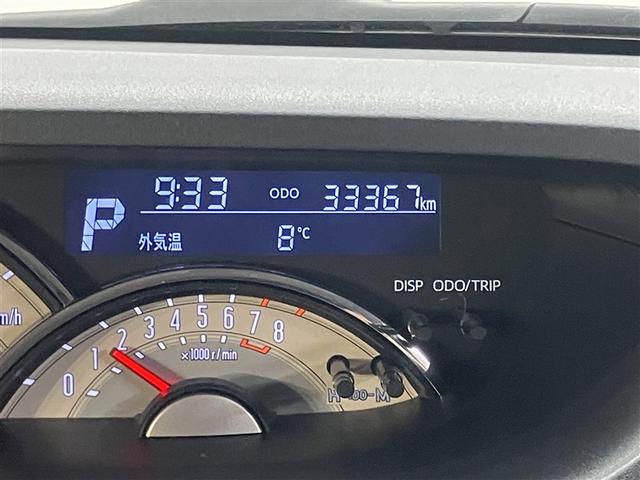 P 9:33 ODO 33367km
外気温 8℃
DISP ODO/TRIP
m/h
0 1 2 3 4 5 6 7 8
×1000 r/min